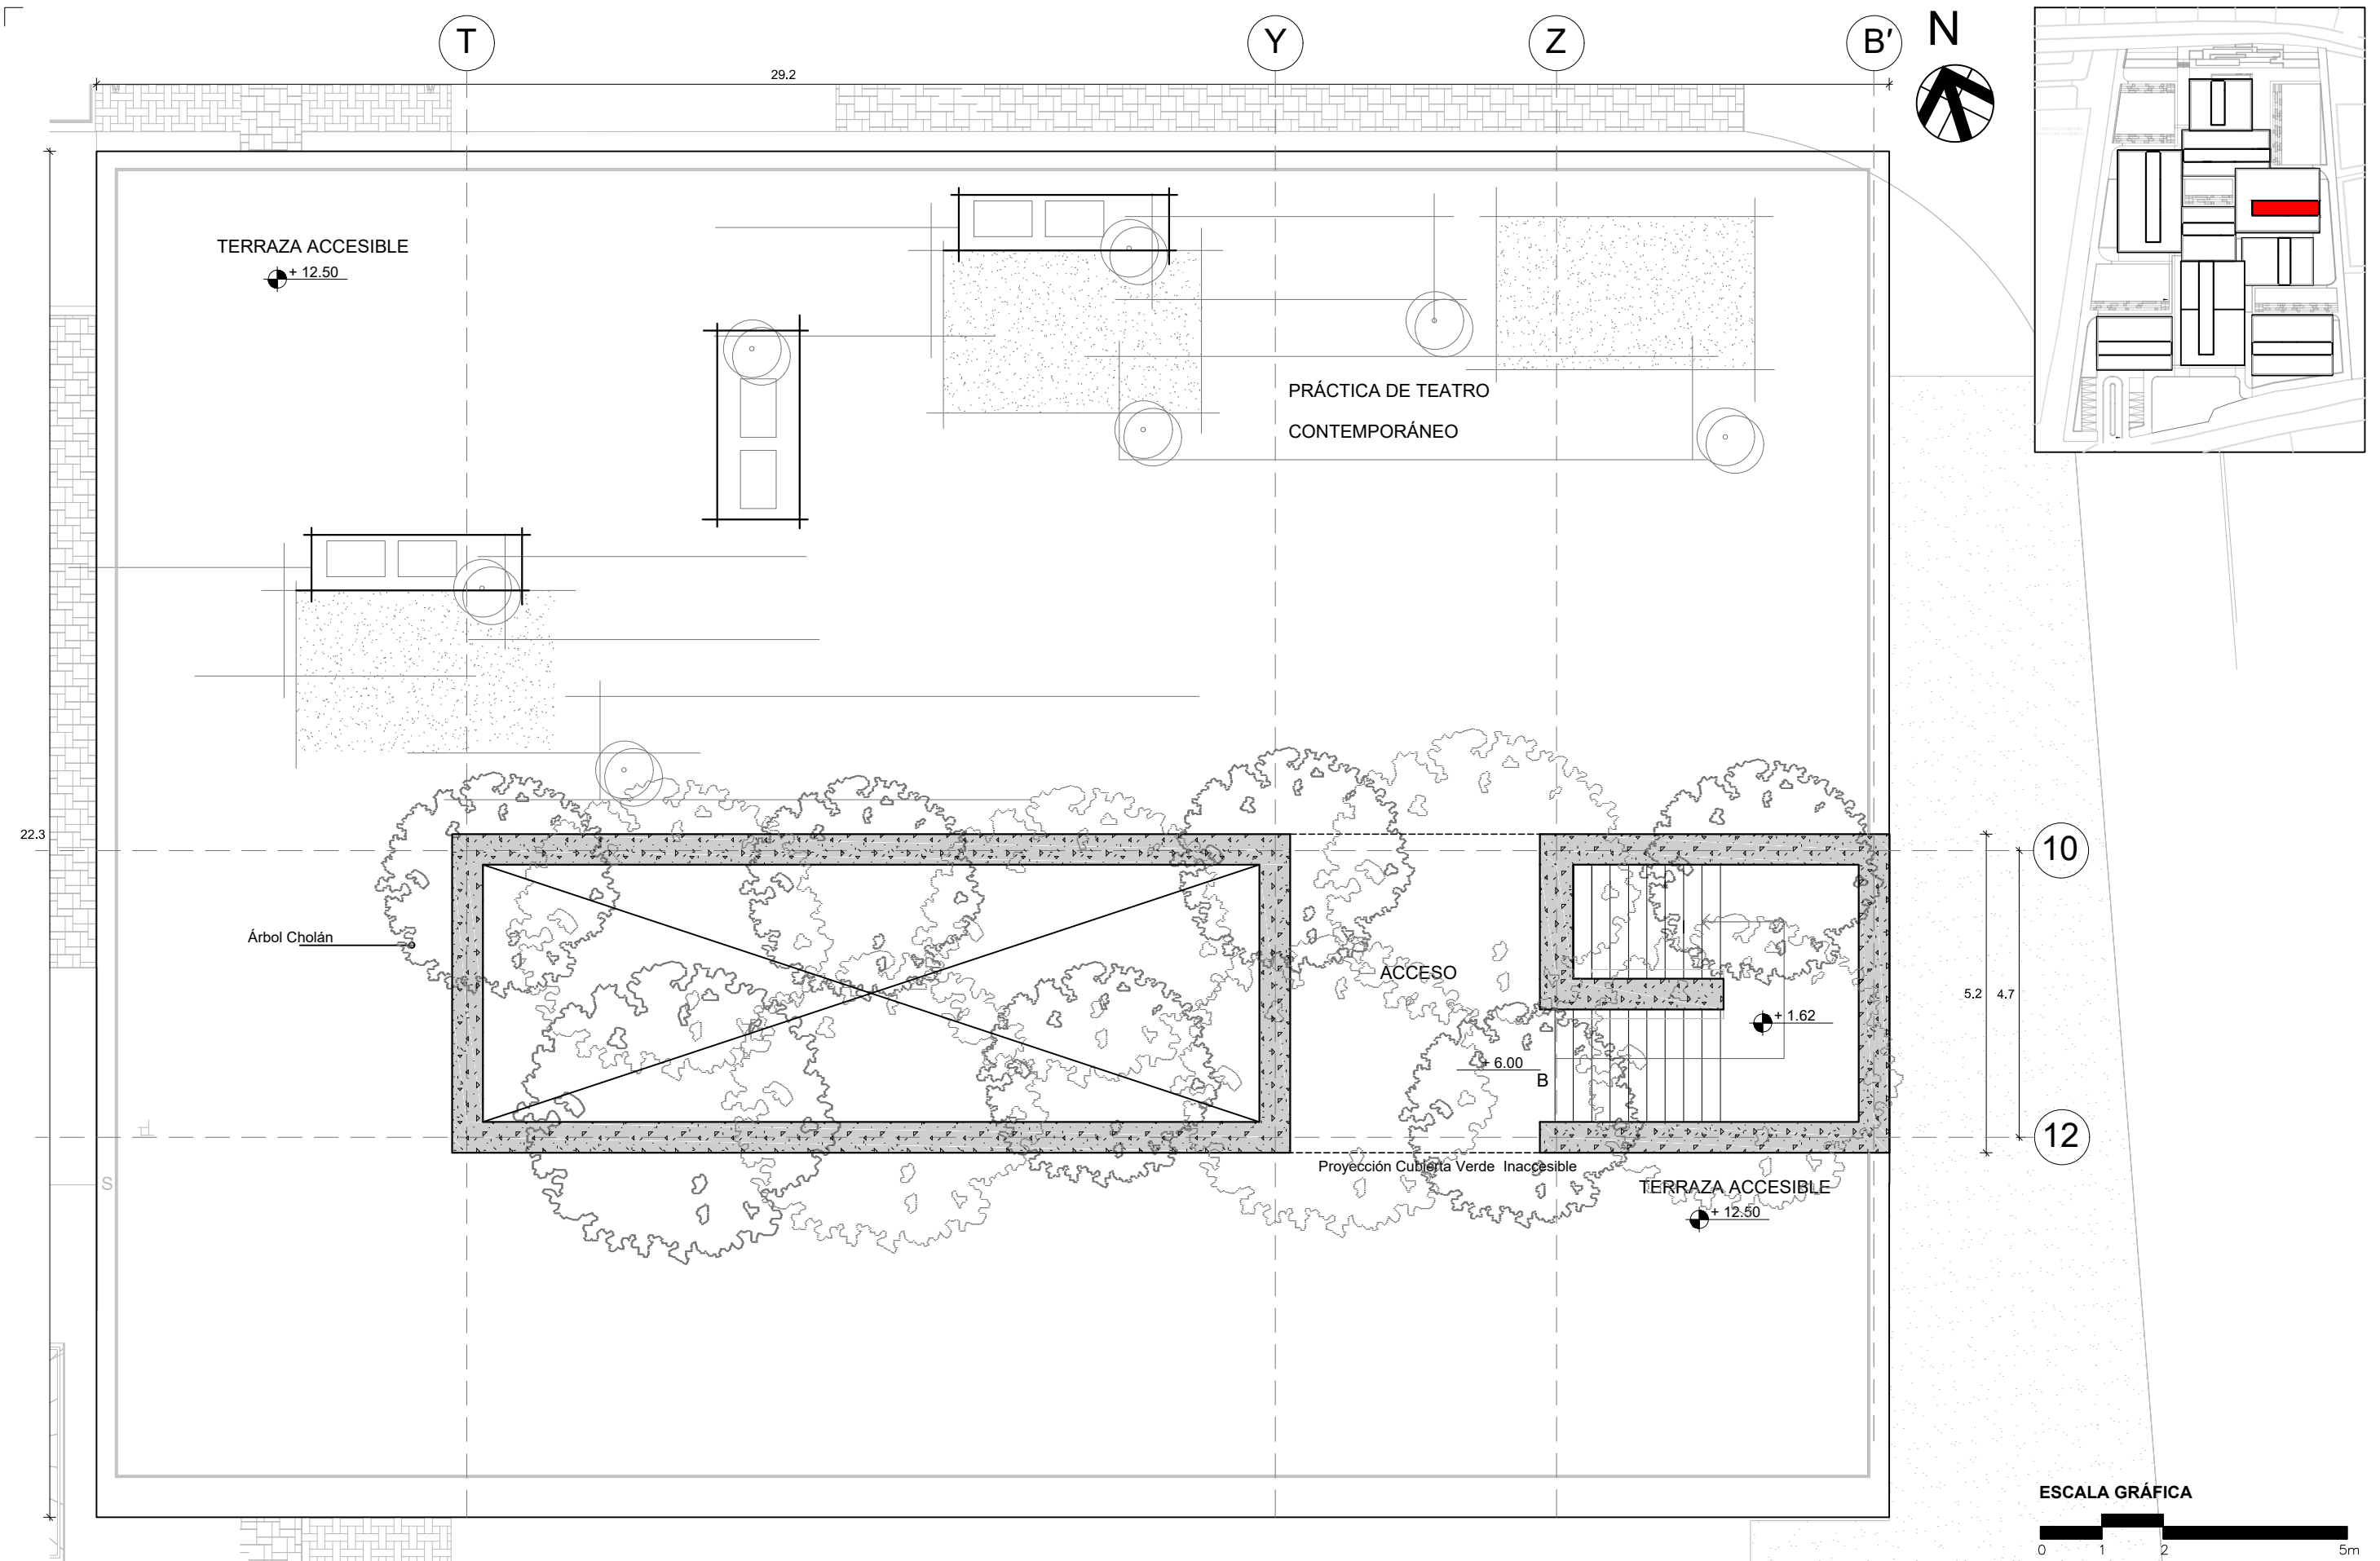 T
Y
Z
B'
N
29.2
TERRAZA ACCESIBLE
+ 12.50
PRÁCTICA DE TEATRO
CONTEMPORÁNEO
22.3
10
Árbol Cholán
ACCESO
5.2
4.7
+ 1.62
+ 6.00
B
12
Proyección Cubierta Verde Inaccesible
TERRAZA ACCESIBLE
S
+ 12.50
ESCALA GRÁFICA
0
1
2
5m